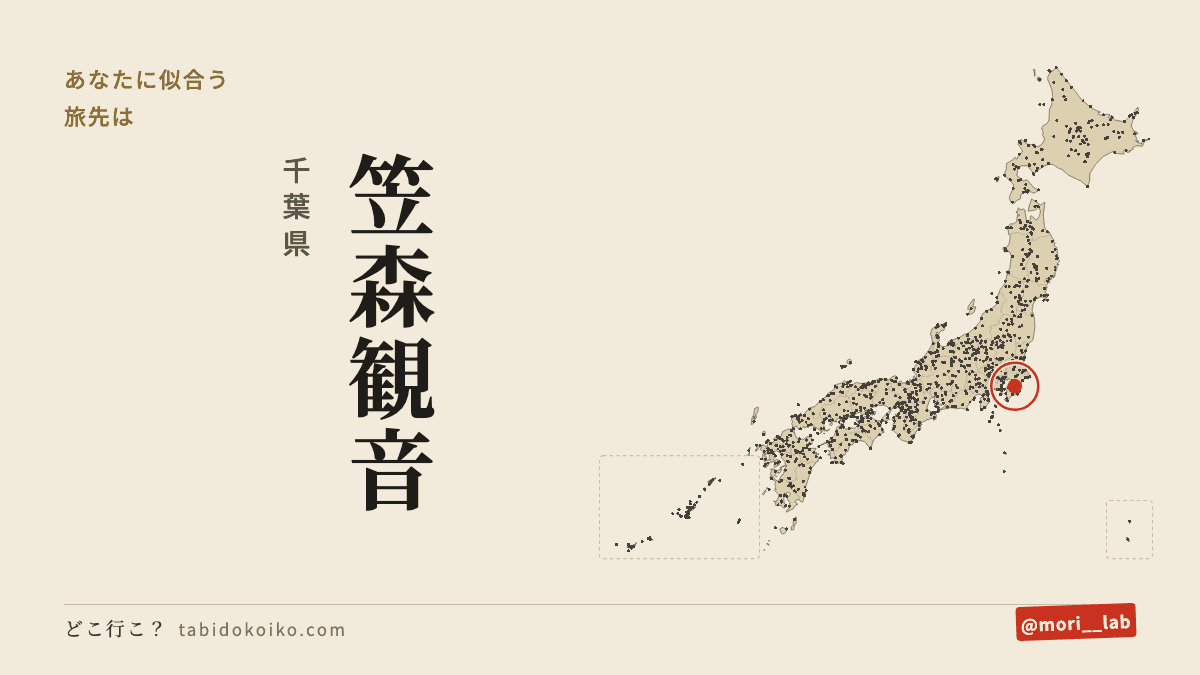 あなたに似合う
旅先は
笠森観音
千葉県
どこ行こ？ tabidokoiko.com
@mori__lab